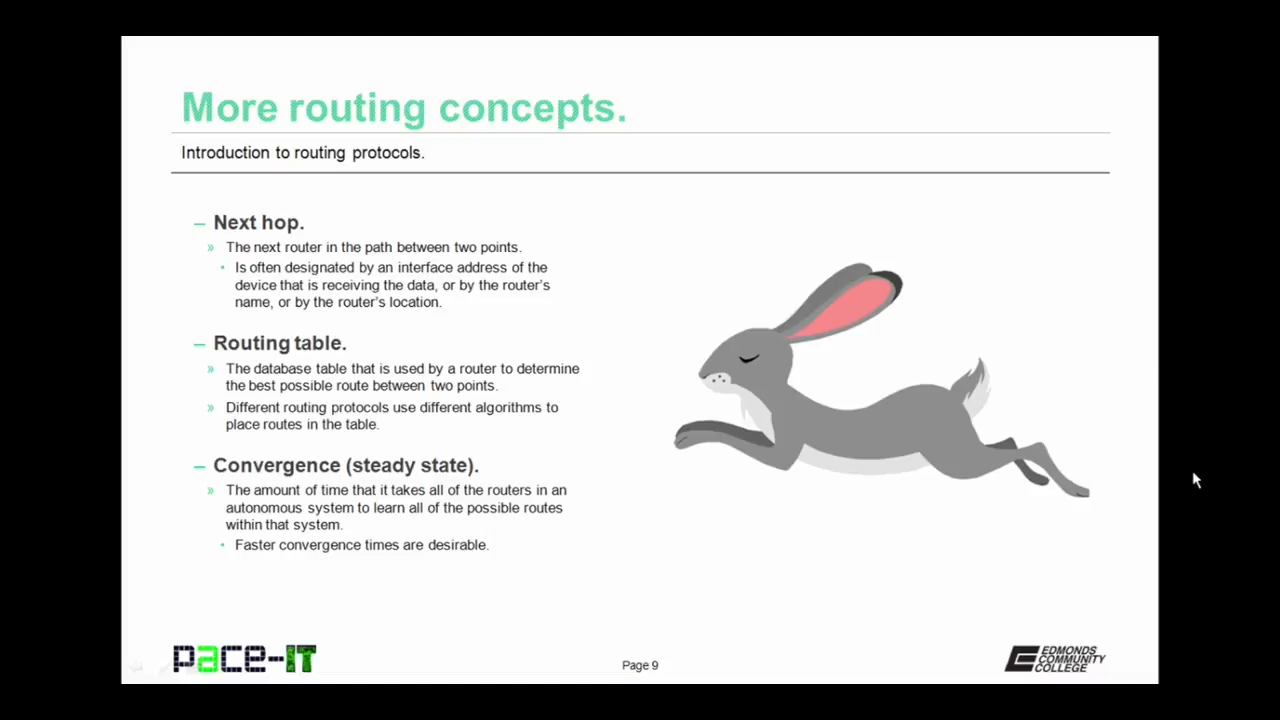 More routing concepts.
Introduction to routing protocols.
– Next hop.
» The next router in the path between two points.
• Is often designated by an interface address of the
device that is receiving the data, or by the router's
name, or by the router's location.
– Routing table.
» The database table that is used by a router to determine
the best possible route between two points.
» Different routing protocols use different algorithms to
place routes in the table.
– Convergence (steady state).
» The amount of time that it takes all of the routers in an
autonomous system to learn all of the possible routes
within that system.
• Faster convergence times are desirable.
pace-IT
Page 9
EDMONDS
COMMUNITY
COLLEGE